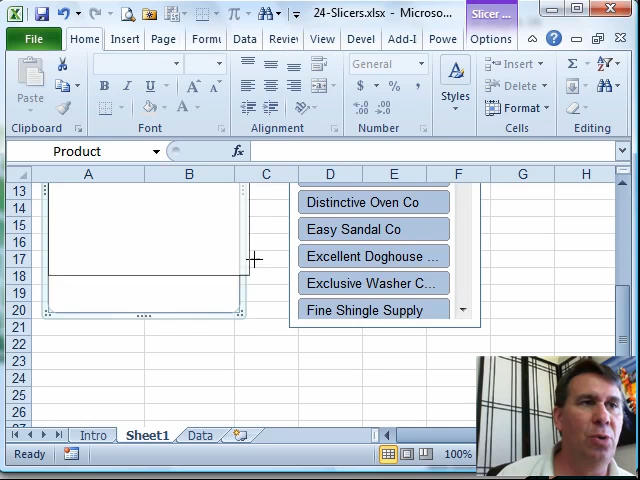 24-Slicers.xlsx - Microso... Slicer ...
File Home Insert Page Formu Data Review View Devel Add-I Powe Options
Paste
Clipboard
B I U A A
A
Font
Alignment
General
$ % ,
Number
Styles
Insert
Delete
Format
Cells
Σ
Editing
Product fx
A B C D E F G H
13
14 Distinctive Oven Co
15 Easy Sandal Co
16
17 Excellent Doghouse ...
18 Exclusive Washer C...
19
20 Fine Shingle Supply
21
22
23
24
25
26
Intro Sheet1 Data
Ready 100%